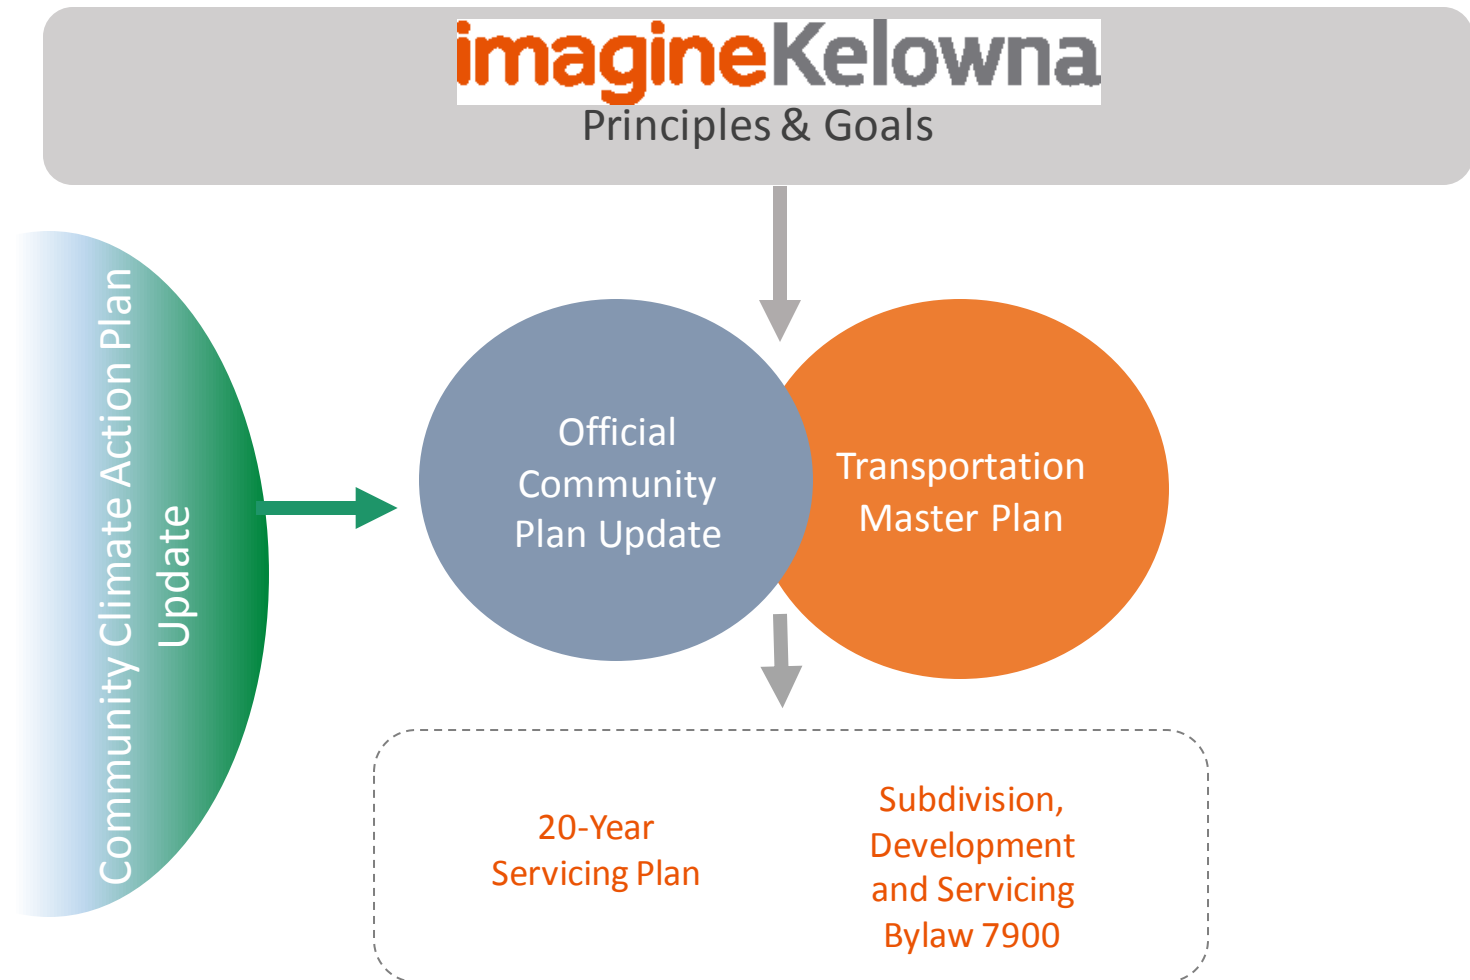 imagineKelowna
Principles & Goals
Community Climate Action Plan
Update
Official
Community
Plan Update
Transportation
Master Plan
20-Year
Servicing Plan
Subdivision,
Development
and Servicing
Bylaw 7900